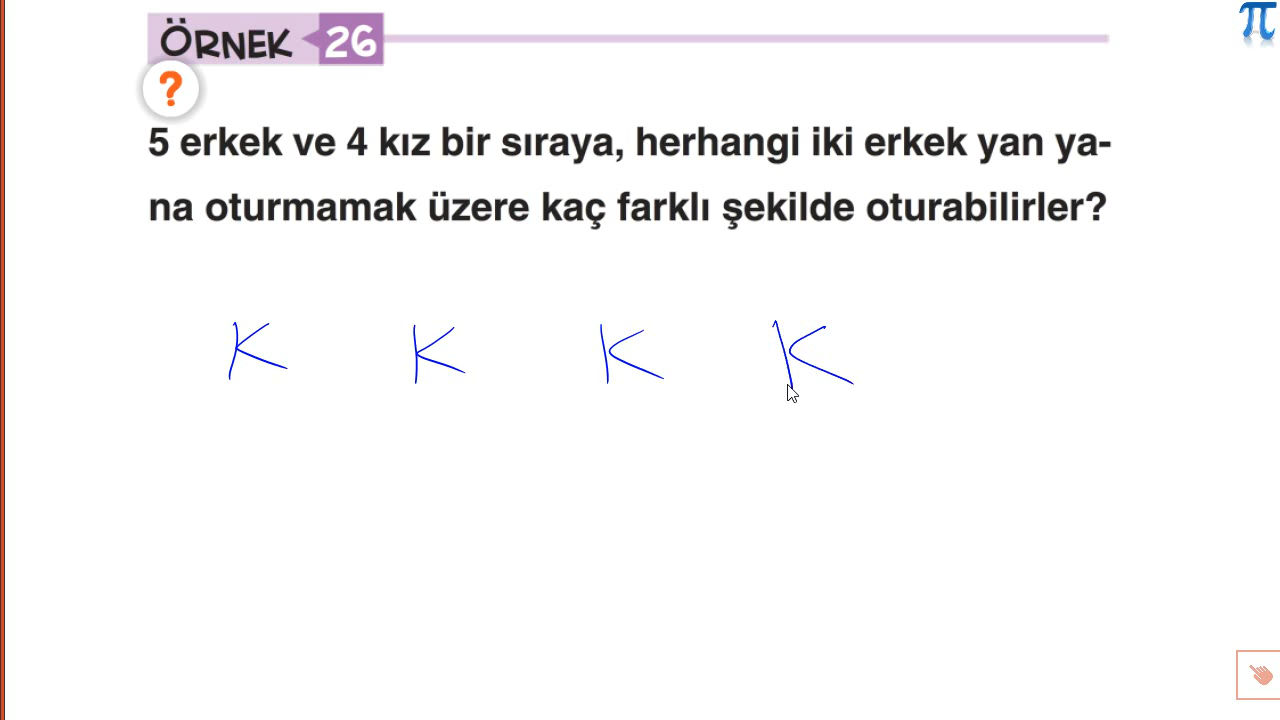 ÖRNEK 26
?
5 erkek ve 4 kız bir sıraya, herhangi iki erkek yan ya-
na oturmamak üzere kaç farklı şekilde oturabilirler?
K K K K
π